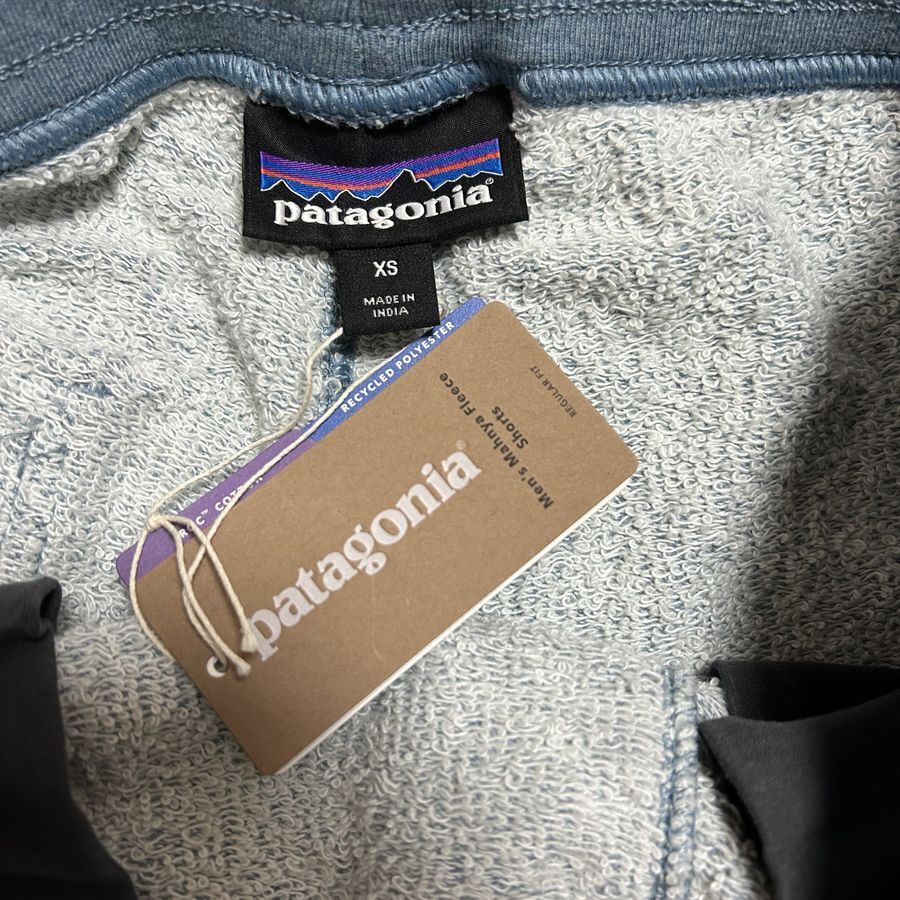 patagonia®
XS
MADE IN
INDIA
RECYCLED POLYESTER
patagonia®
Men's Mahnya Fleece
Shorts
REGULAR FIT